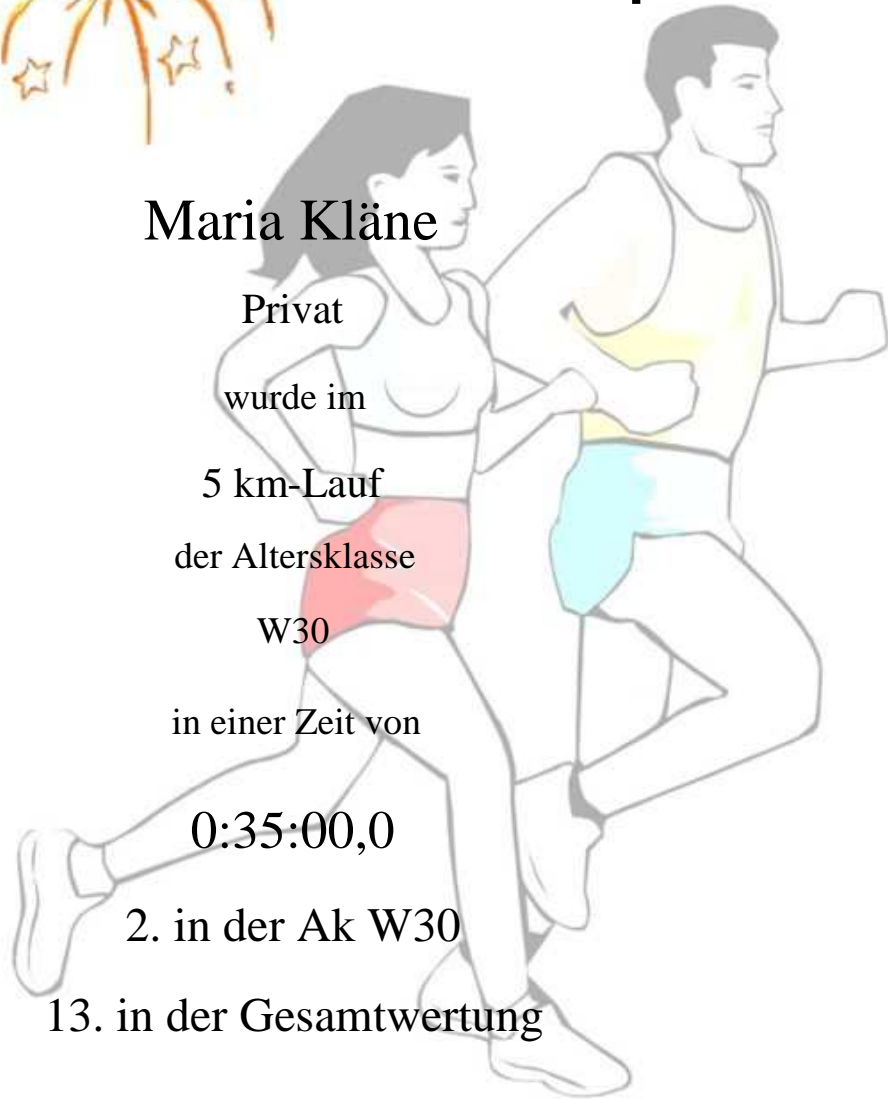 Maria Kläne
Privat
wurde im
5 km-Lauf
der Altersklasse
W30
in einer Zeit von
0:35:00,0
2. in der Ak W30
13. in der Gesamtwertung